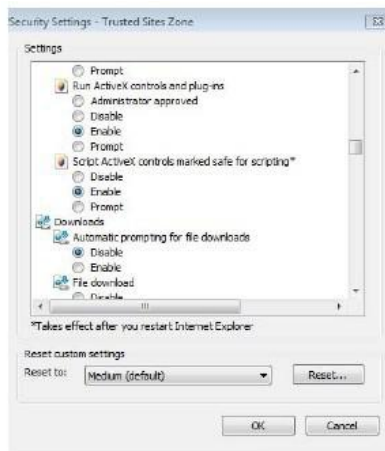 Security Settings - Trusted Sites Zone
Settings
Prompt
Run ActiveX controls and plug-ins
Administrator approved
Disable
Enable
Prompt
Script ActiveX controls marked safe for scripting*
Disable
Enable
Prompt
Downloads
Automatic prompting for file downloads
Disable
Enable
File download
Disable
*Takes effect after you restart Internet Explorer
Reset custom settings
Reset to: Medium (default) Reset...
OK Cancel